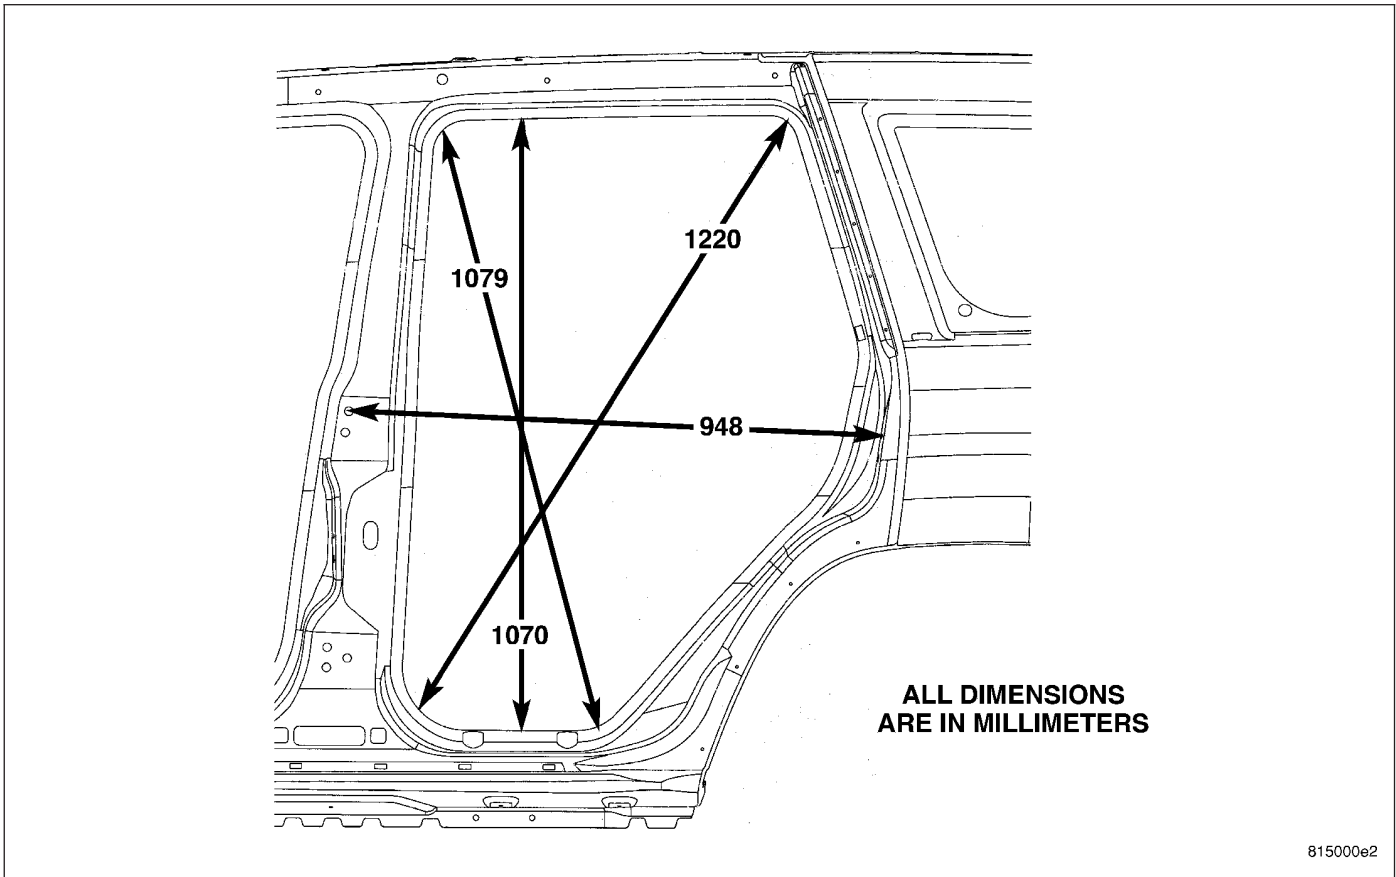 1220
1079
948
1070
ALL DIMENSIONS
ARE IN MILLIMETERS
815000e2